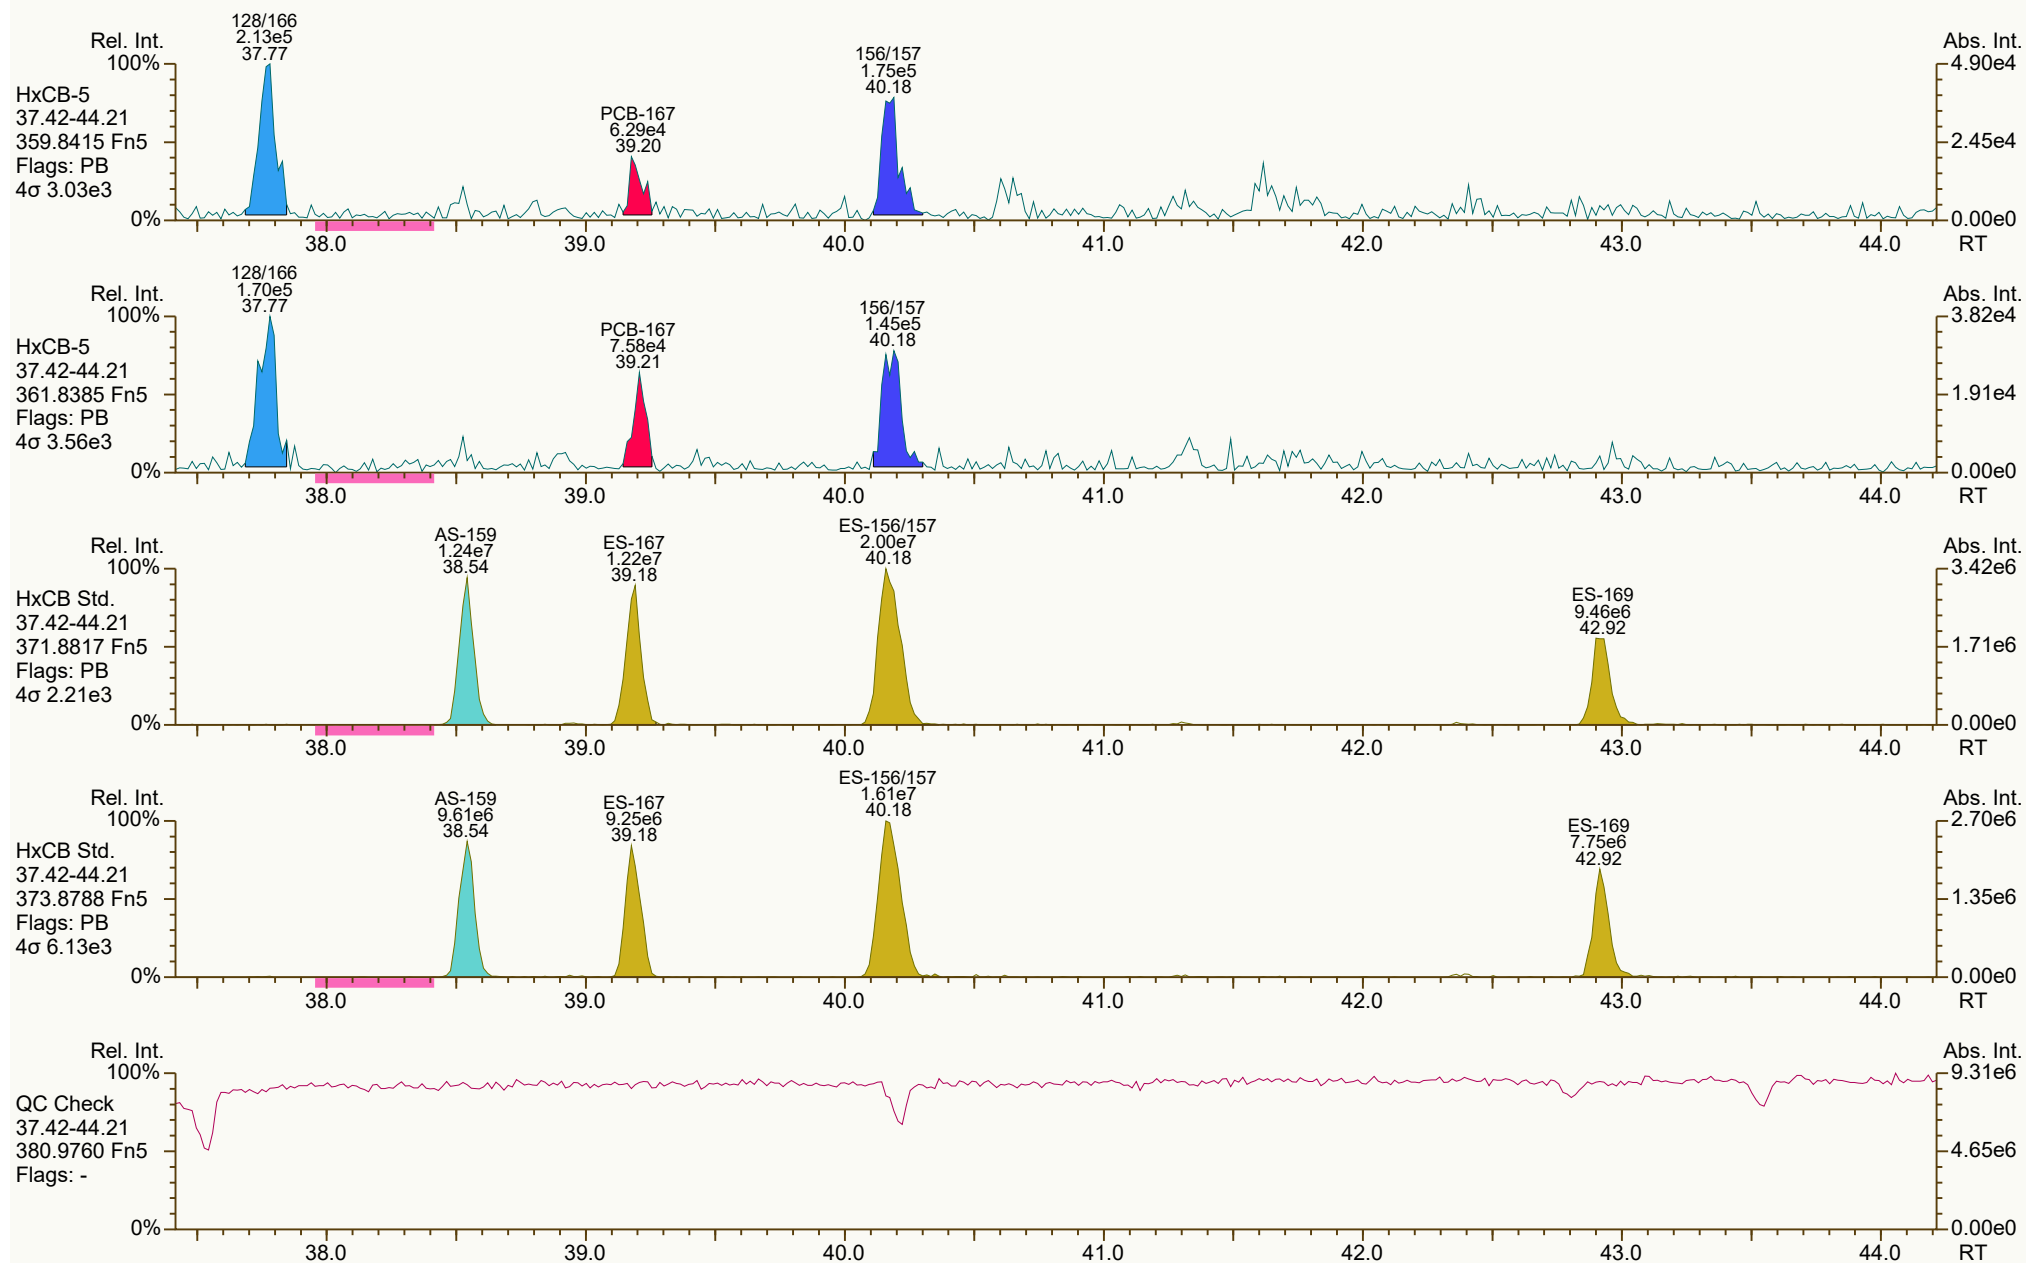 128/166
2.13e5
37.77
156/157
1.75e5
40.18
PCB-167
6.29e4
39.20
Rel. Int.
Abs. Int.
100%
50%
0%
4.90e4
2.45e4
0.00e0
HxCB-5
37.42-44.21
359.8415 Fn5
Flags: PB
4σ 3.03e3
38.0 39.0 40.0 41.0 42.0 43.0 44.0 RT
128/166
1.70e5
37.77
156/157
1.45e5
40.18
PCB-167
7.58e4
39.21
Rel. Int.
Abs. Int.
100%
50%
0%
3.82e4
1.91e4
0.00e0
HxCB-5
37.42-44.21
361.8385 Fn5
Flags: PB
4σ 3.56e3
38.0 39.0 40.0 41.0 42.0 43.0 44.0 RT
AS-159
1.24e7
38.54
ES-167
1.22e7
39.18
ES-156/157
2.00e7
40.18
ES-169
9.46e6
42.92
Rel. Int.
Abs. Int.
100%
50%
0%
3.42e6
1.71e6
0.00e0
HxCB Std.
37.42-44.21
371.8817 Fn5
Flags: PB
4σ 2.21e3
38.0 39.0 40.0 41.0 42.0 43.0 44.0 RT
AS-159
9.61e6
38.54
ES-167
9.25e6
39.18
ES-156/157
1.61e7
40.18
ES-169
7.75e6
42.92
Rel. Int.
Abs. Int.
100%
50%
0%
2.70e6
1.35e6
0.00e0
HxCB Std.
37.42-44.21
373.8788 Fn5
Flags: PB
4σ 6.13e3
38.0 39.0 40.0 41.0 42.0 43.0 44.0 RT
Rel. Int.
Abs. Int.
100%
50%
0%
9.31e6
4.65e6
0.00e0
QC Check
37.42-44.21
380.9760 Fn5
Flags: -
38.0 39.0 40.0 41.0 42.0 43.0 44.0 RT